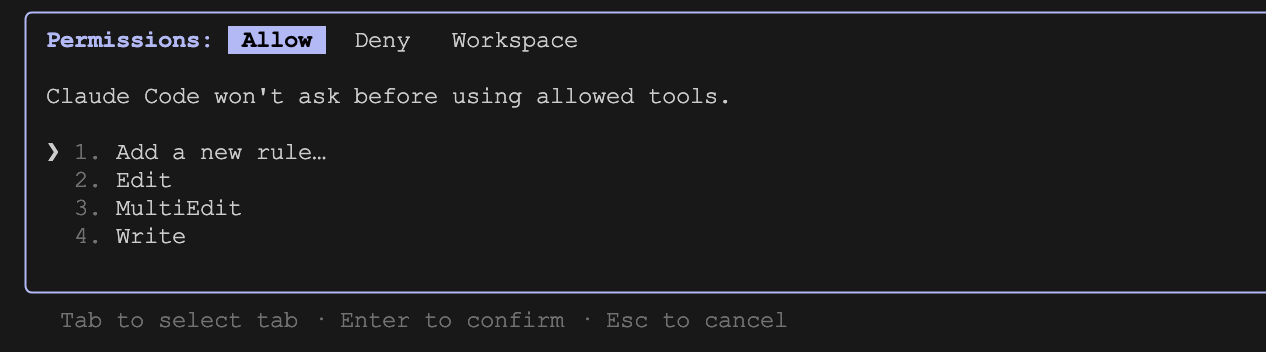 Permissions: Allow Deny Workspace
Claude Code won't ask before using allowed tools.
❯ 1. Add a new rule…
2. Edit
3. MultiEdit
4. Write
Tab to select tab · Enter to confirm · Esc to cancel